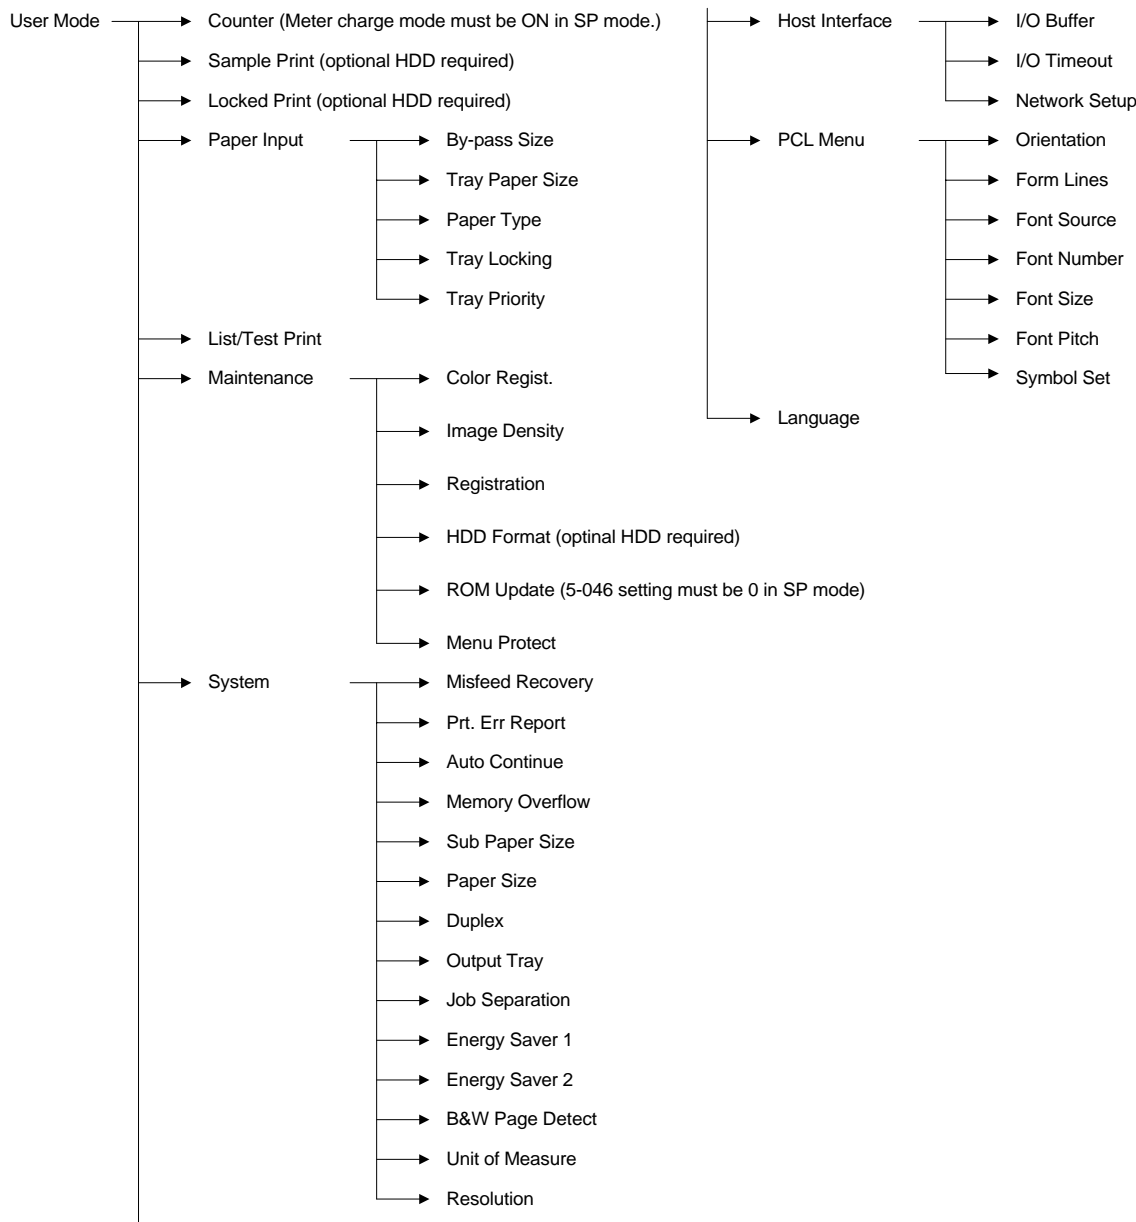 User Mode
Counter (Meter charge mode must be ON in SP mode.)
Sample Print (optional HDD required)
Locked Print (optional HDD required)
Paper Input
By-pass Size
Tray Paper Size
Paper Type
Tray Locking
Tray Priority
List/Test Print
Maintenance
Color Regist.
Image Density
Registration
HDD Format (optinal HDD required)
ROM Update (5-046 setting must be 0 in SP mode)
Menu Protect
System
Misfeed Recovery
Prt. Err Report
Auto Continue
Memory Overflow
Sub Paper Size
Paper Size
Duplex
Output Tray
Job Separation
Energy Saver 1
Energy Saver 2
B&W Page Detect
Unit of Measure
Resolution
Host Interface
I/O Buffer
I/O Timeout
Network Setup
PCL Menu
Orientation
Form Lines
Font Source
Font Number
Font Size
Font Pitch
Symbol Set
Language